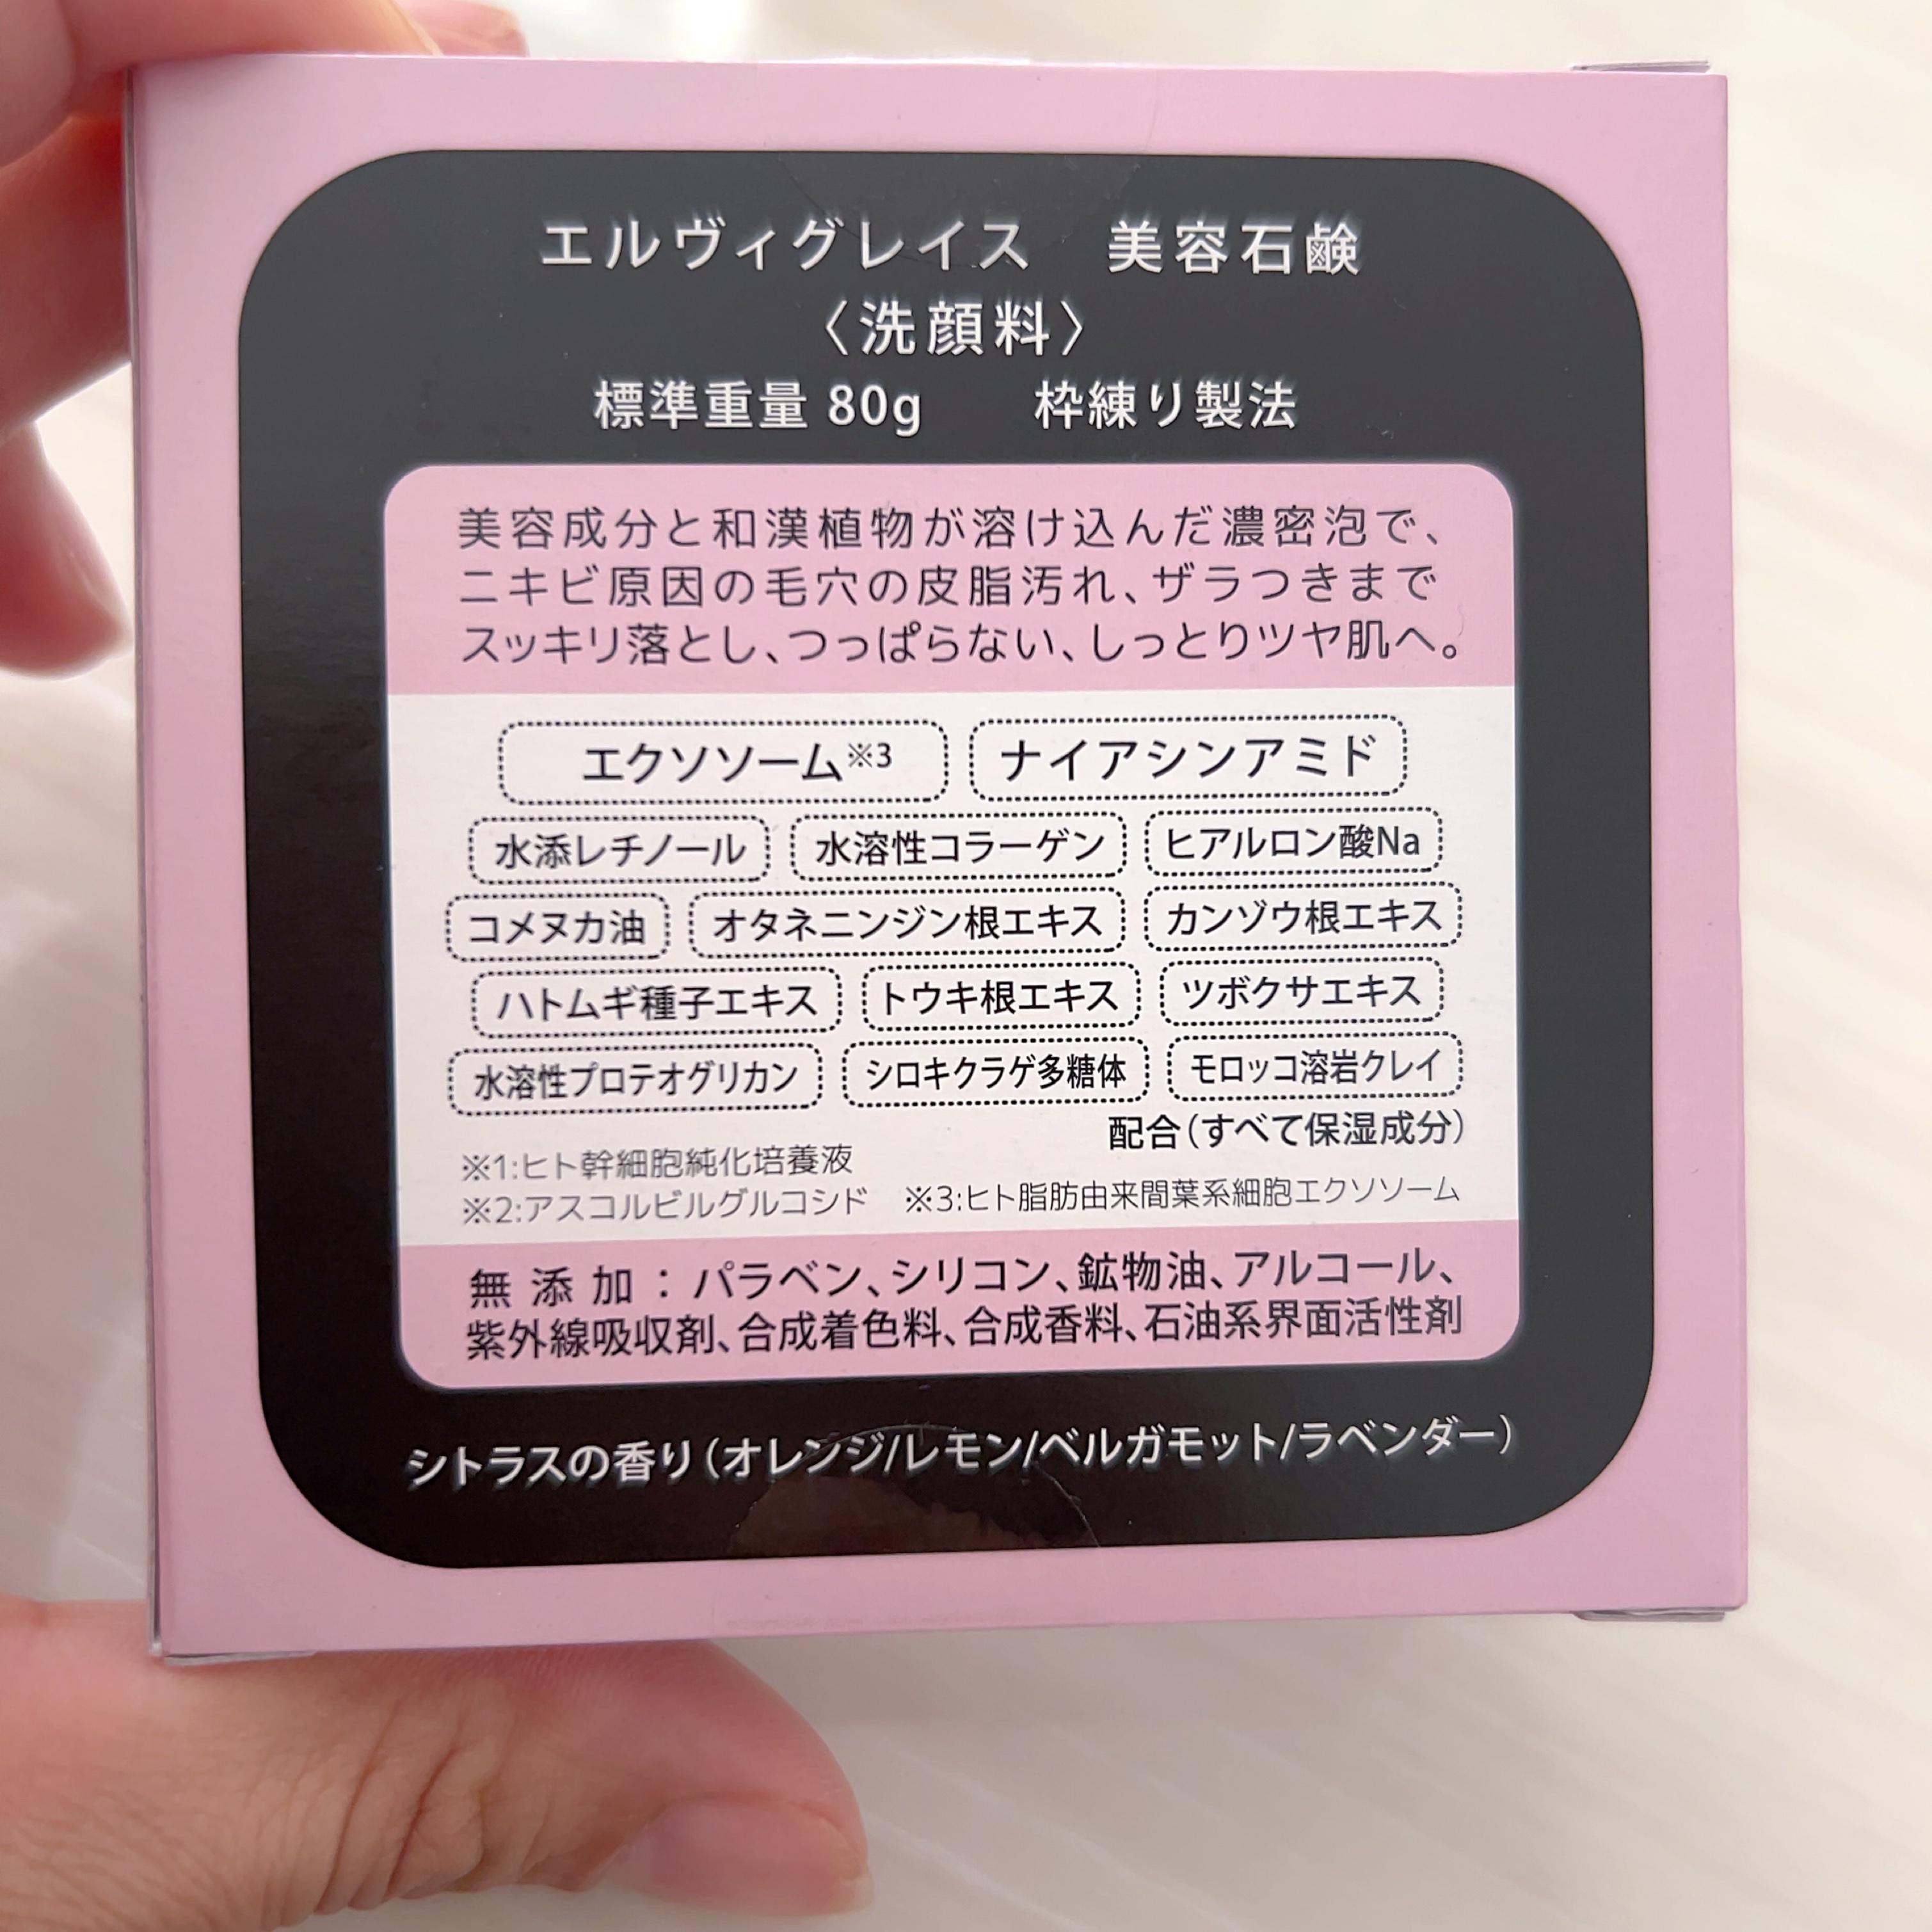 エルヴィグレイス　美容石鹸
〈洗顔料〉
標準重量 80g　枠練り製法
美容成分と和漢植物が溶け込んだ濃密泡で、
ニキビ原因の毛穴の皮脂汚れ、ザラつきまで
スッキリ落とし、つっぱらない、しっとりツヤ肌へ。
エクソソーム※3 ナイアシンアミド
水添レチノール 水溶性コラーゲン ヒアルロン酸Na
コメヌカ油 オタネニンジン根エキス カンゾウ根エキス
ハトムギ種子エキス トウキ根エキス ツボクサエキス
水溶性プロテオグリカン シロキクラゲ多糖体 モロッコ溶岩クレイ
配合（すべて保湿成分）
※1:ヒト幹細胞純化培養液
※2:アスコルビルグルコシド ※3:ヒト脂肪由来間葉系細胞エクソソーム
無添加：パラベン、シリコン、鉱物油、アルコール、
紫外線吸収剤、合成着色料、合成香料、石油系界面活性剤
シトラスの香り（オレンジ/レモン/ベルガモット/ラベンダー）